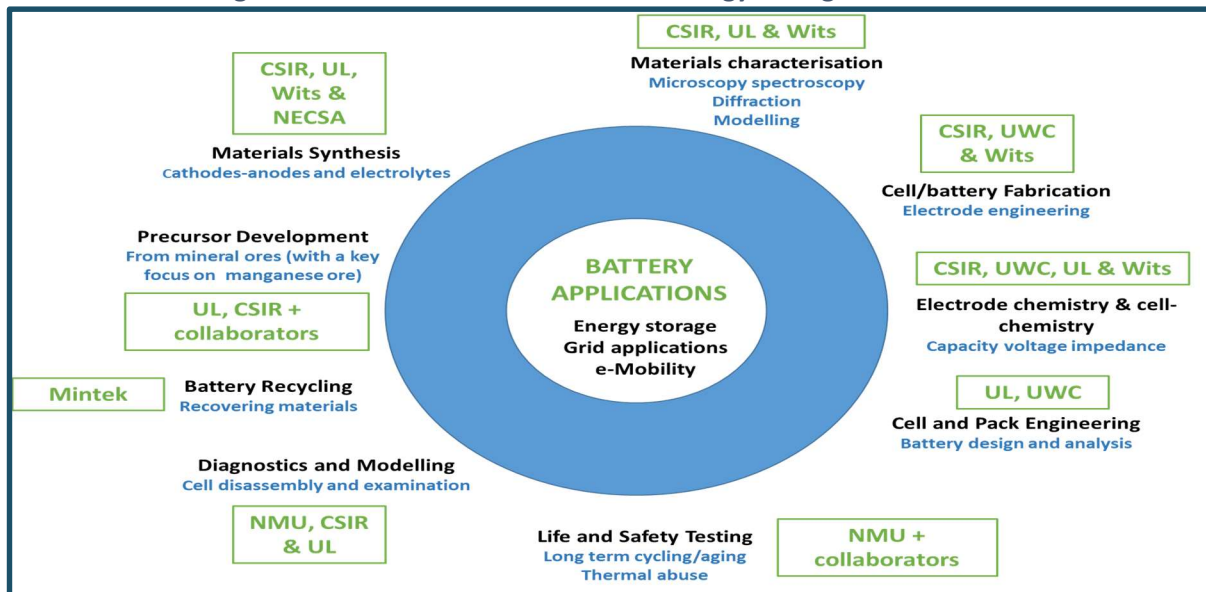 CSIR, UL & Wits
Materials characterisation
Microscopy spectroscopy
Diffraction
Modelling
CSIR, UL,
Wits &
NECSA
Materials Synthesis
Cathodes-anodes and electrolytes
CSIR, UWC
& Wits
Cell/battery Fabrication
Electrode engineering
Precursor Development
From mineral ores (with a key
focus on manganese ore)
UL, CSIR +
collaborators
BATTERY
APPLICATIONS
Energy storage
Grid applications
e-Mobility
CSIR, UWC, UL & Wits
Electrode chemistry & cell-
chemistry
Capacity voltage impedance
Mintek
Battery Recycling
Recovering materials
UL, UWC
Cell and Pack Engineering
Battery design and analysis
Diagnostics and Modelling
Cell disassembly and examination
NMU, CSIR
& UL
Life and Safety Testing
Long term cycling/aging
Thermal abuse
NMU +
collaborators